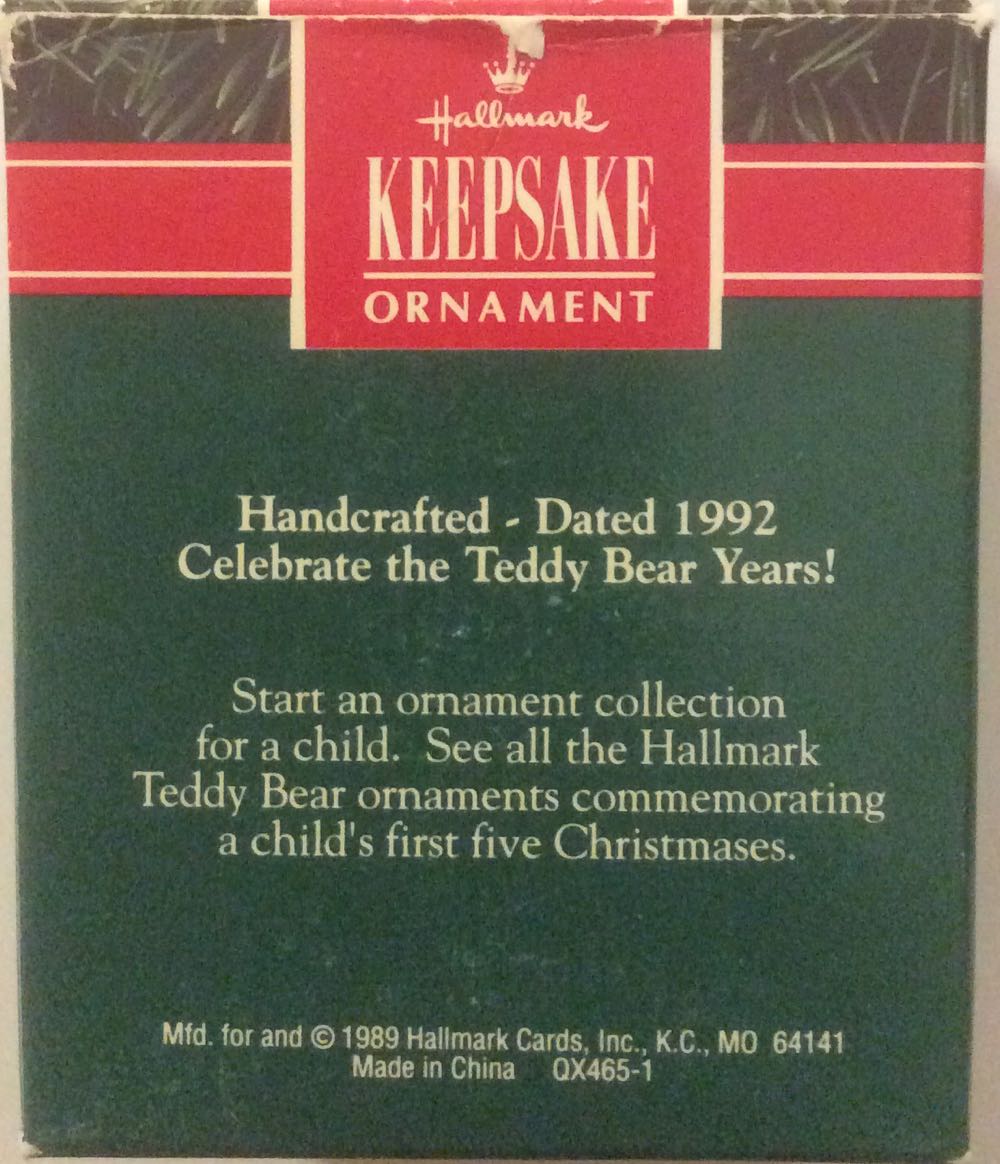 Hallmark
KEEPSAKE
ORNAMENT
Handcrafted - Dated 1992
Celebrate the Teddy Bear Years!
Start an ornament collection
for a child. See all the Hallmark
Teddy Bear ornaments commemorating
a child's first five Christmases.
Mfd. for and © 1989 Hallmark Cards, Inc., K.C., MO 64141
Made in China QX465-1